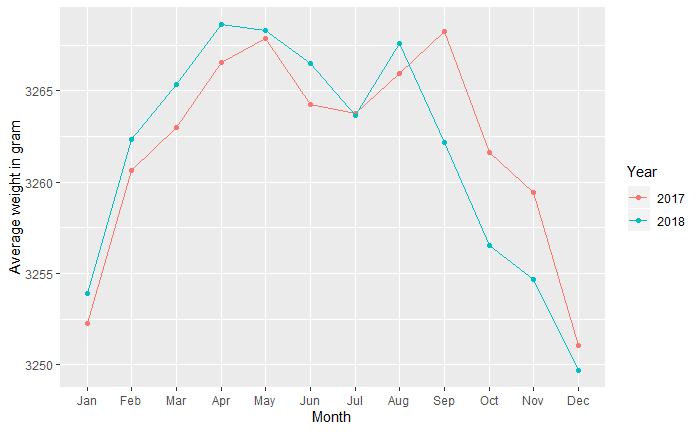 Average weight in gram
3265
3260
3255
3250
Jan Feb Mar Apr May Jun Jul Aug Sep Oct Nov Dec
Month
Year
2017
2018